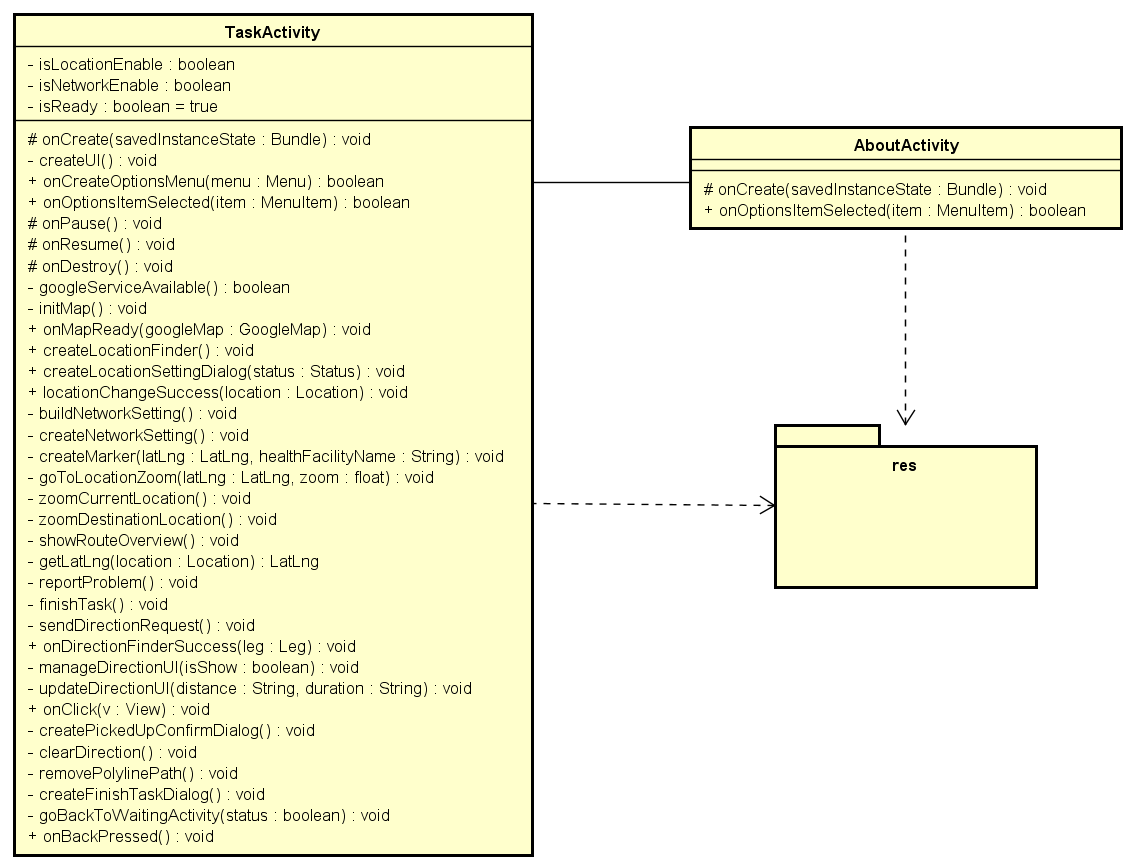 TaskActivity
- isLocationEnable : boolean
- isNetworkEnable : boolean
- isReady : boolean = true
# onCreate(savedInstanceState : Bundle) : void
- createUI() : void
+ onCreateOptionsMenu(menu : Menu) : boolean
+ onOptionsItemSelected(item : MenuItem) : boolean
# onPause() : void
# onResume() : void
# onDestroy() : void
- googleServiceAvailable() : boolean
- initMap() : void
+ onMapReady(googleMap : GoogleMap) : void
+ createLocationFinder() : void
+ createLocationSettingDialog(status : Status) : void
+ locationChangeSuccess(location : Location) : void
- buildNetworkSetting() : void
- createNetworkSetting() : void
- createMarker(latLng : LatLng, healthFacilityName : String) : void
- goToLocationZoom(latLng : LatLng, zoom : float) : void
- zoomCurrentLocation() : void
- zoomDestinationLocation() : void
- showRouteOverview() : void
- getLatLng(location : Location) : LatLng
- reportProblem() : void
- finishTask() : void
- sendDirectionRequest() : void
+ onDirectionFinderSuccess(leg : Leg) : void
- manageDirectionUI(isShow : boolean) : void
- updateDirectionUI(distance : String, duration : String) : void
+ onClick(v : View) : void
- createPickedUpConfirmDialog() : void
- clearDirection() : void
- removePolylinePath() : void
- createFinishTaskDialog() : void
- goBackToWaitingActivity(status : boolean) : void
+ onBackPressed() : void
AboutActivity
# onCreate(savedInstanceState : Bundle) : void
+ onOptionsItemSelected(item : MenuItem) : boolean
res